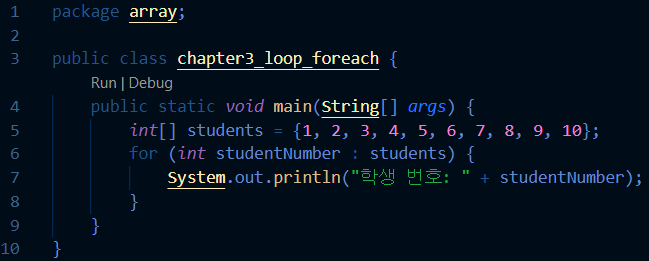 1 package array;
2
3 public class chapter3_loop_foreach {
Run | Debug
4 public static void main(String[] args) {
5 int[] students = {1, 2, 3, 4, 5, 6, 7, 8, 9, 10};
6 for (int studentNumber : students) {
7 System.out.println("학생 번호: " + studentNumber);
8 }
9 }
10 }